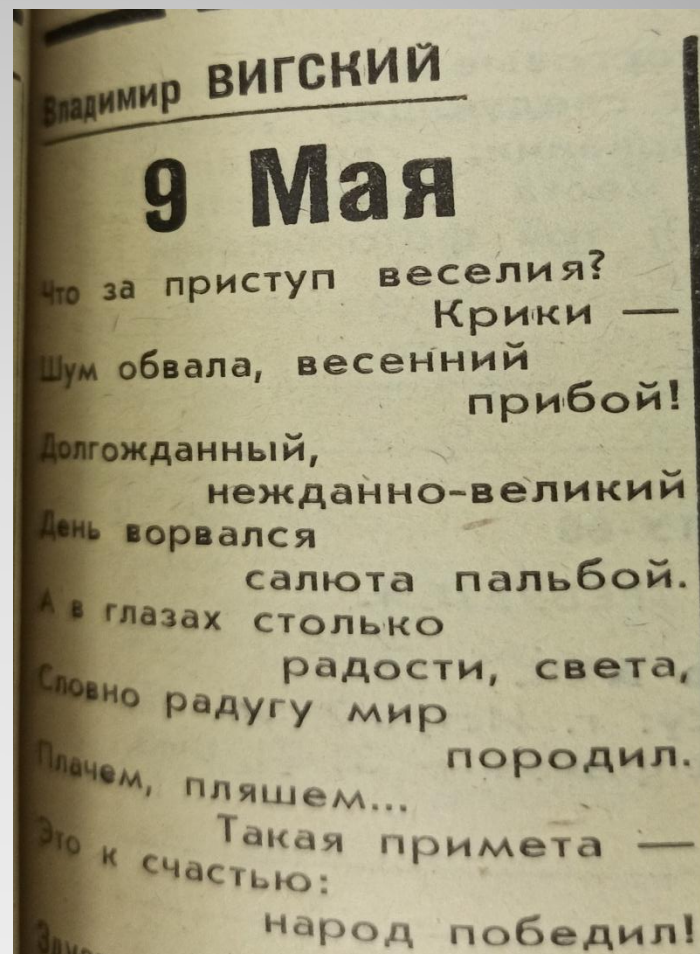 Владимир ВИГСКИЙ
9 Мая
Что за приступ веселия?
Крики —
Шум обвала, весенний
прибой!
Долгожданный,
нежданно-великий
День ворвался
салюта пальбой.
А в глазах столько
радости, света,
Словно радугу мир
породил.
Плачем, пляшем...
Такая примета —
Это к счастью:
народ победил!